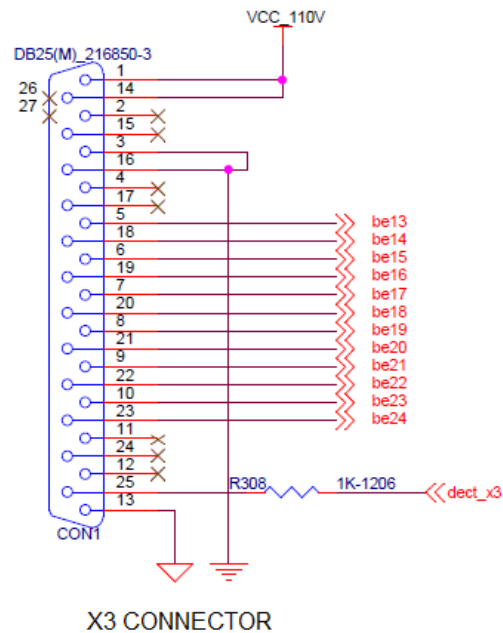 VCC_110V
DB25(M)_216850-3
1
26
14
27
2
15
3
16
4
17
5 be13
18 be14
6 be15
19 be16
7 be17
20 be18
8 be19
21 be20
9 be21
22 be22
10 be23
23 be24
11
24
12
25 R308 1K-1206 dect_x3
13
CON1
X3 CONNECTOR